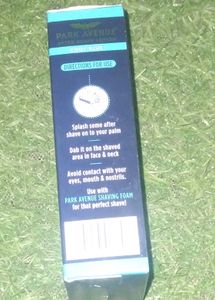 PARK AVENUE
DIRECTIONS FOR USE
Splash some after
shave on to your palm
Dab it on the shaved
area in face & neck
Avoid contact with your
eyes, mouth & nostrils.
Use with
PARK AVENUE SHAVING FOAM
for that perfect shave!